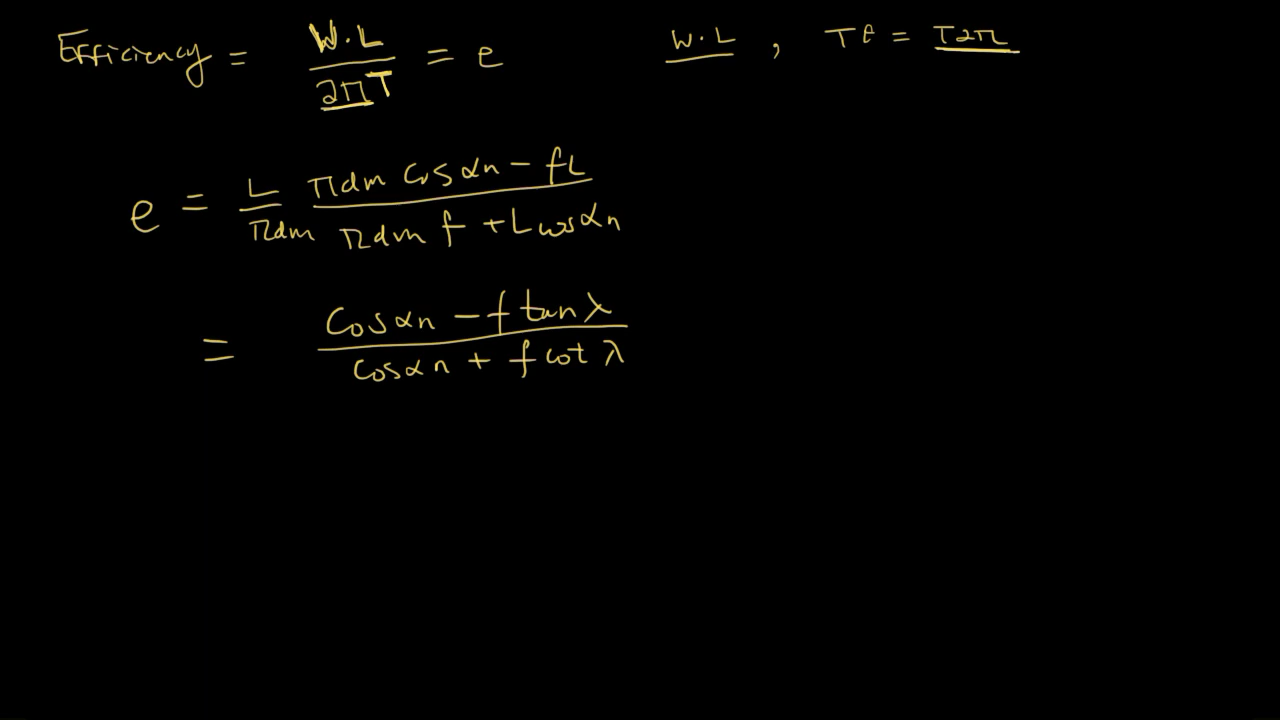 Efficiency = W·L / 2πT = e    W·L , Tθ = T2π
e = L/πdm πdm cos αn − fL / πdm f + L cos αn
= Cos αn − f tan λ / cos αn + f cot λ